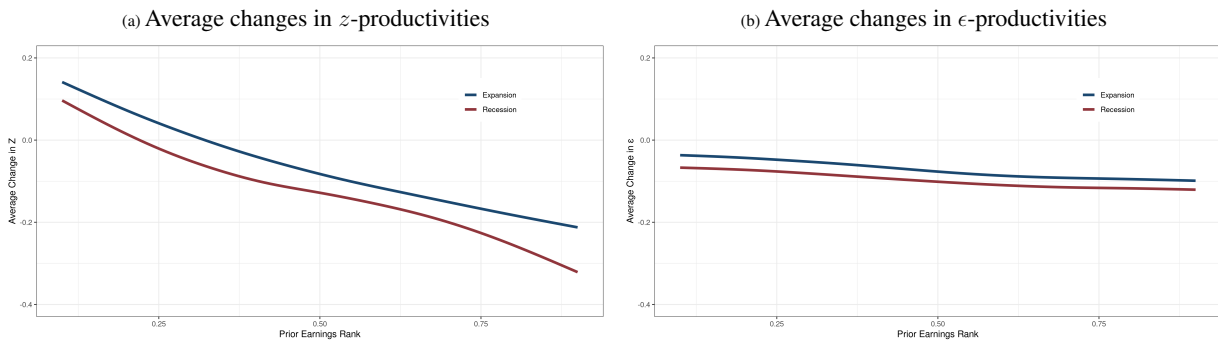 (a) Average changes in z-productivities
0.2
0.0
-0.2
-0.4
Average Change in Z
Expansion
Recession
0.25
0.50
0.75
Prior Earnings Rank
(b) Average changes in ϵ-productivities
0.2
0.0
-0.2
-0.4
Average Change in ε
Expansion
Recession
0.25
0.50
0.75
Prior Earnings Rank